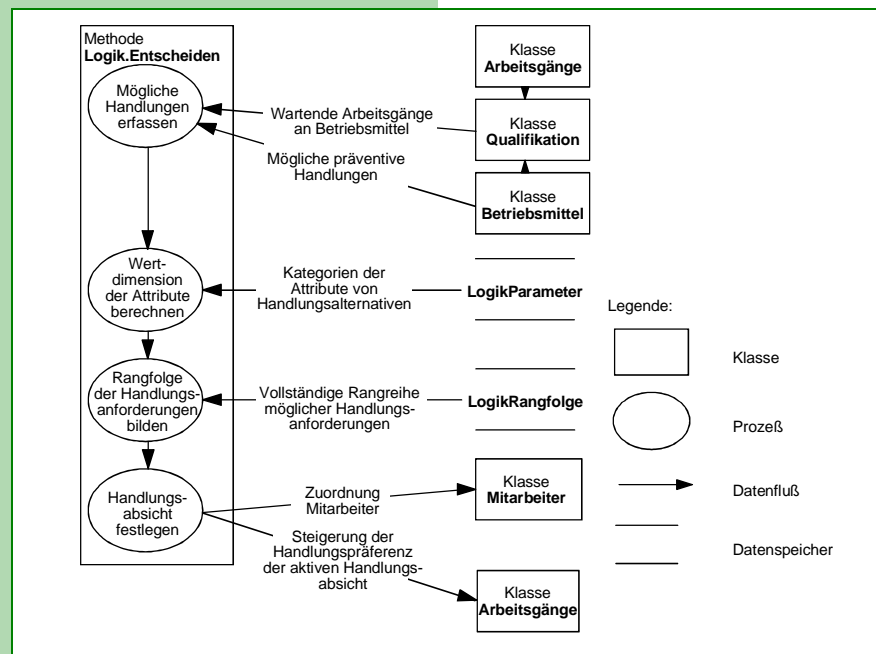 Methode
Logik.Entscheiden
Mögliche
Handlungen
erfassen
Wartende Arbeitsgänge
an Betriebsmittel
Mögliche präventive
Handlungen
Klasse
Arbeitsgänge
Klasse
Qualifikation
Klasse
Betriebsmittel
Wert-
dimension
der Attribute
berechnen
Kategorien der
Attribute von
Handlungsalternativen
LogikParameter
Rangfolge
der Handlungs-
anforderungen
bilden
Vollständige Rangreihe
möglicher Handlungs-
anforderungen
LogikRangfolge
Handlungs-
absicht
festlegen
Zuordnung
Mitarbeiter
Klasse
Mitarbeiter
Steigerung der
Handlungspräferenz
der aktiven Handlungs-
absicht
Klasse
Arbeitsgänge
Legende:
Klasse
Prozeß
Datenfluß
Datenspeicher